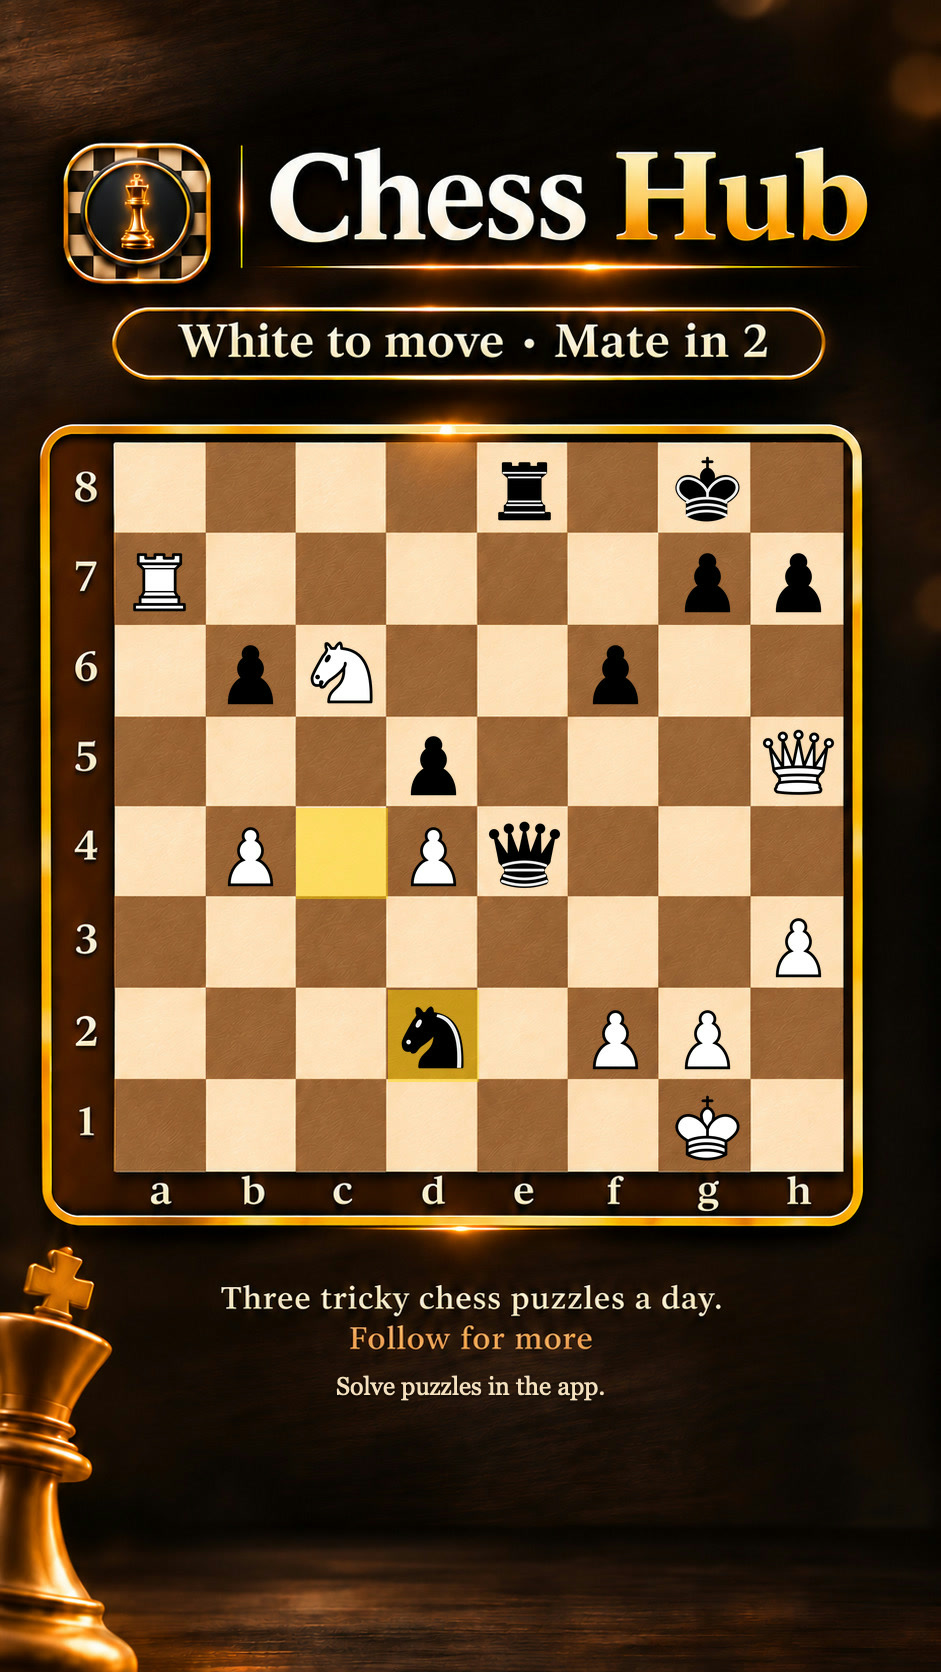 Chess Hub
White to move • Mate in 2
8
7
6
5
4
3
2
1
a b c d e f g h
Three tricky chess puzzles a day.
Follow for more
Solve puzzles in the app.